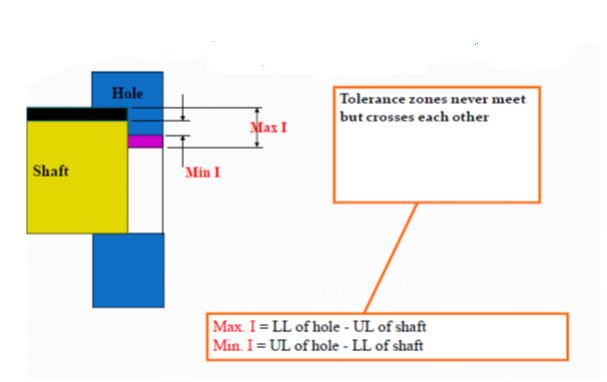 Hole
Max I
Shaft
Min I
Tolerance zones never meet
but crosses each other
Max. I = LL of hole - UL of shaft
Min. I = UL of hole - LL of shaft